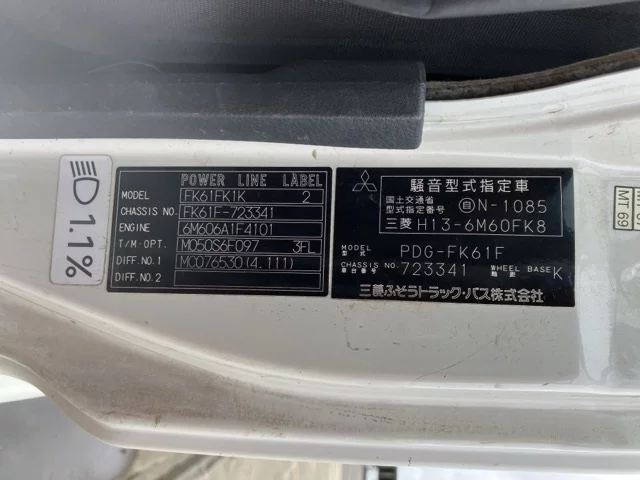 1.1%
POWER LINE LABEL
MODEL FK61FK1K 2
CHASSIS NO. FK61F-723341
ENGINE 6M606A1F4101
T/M・OPT. M050S6F097 3FL
DIFF. NO.1 MC076530(4.111)
DIFF. NO.2
騒音型式指定車
国土交通省
型式指定番号 自N-1085
三菱 H13-6M60FK8
MODEL 型式 PDG-FK61F
CHASSIS NO. 車台番号 723341 WHEEL BASE 軸距 K
三菱ふそうトラック・バス株式会社
MT 69